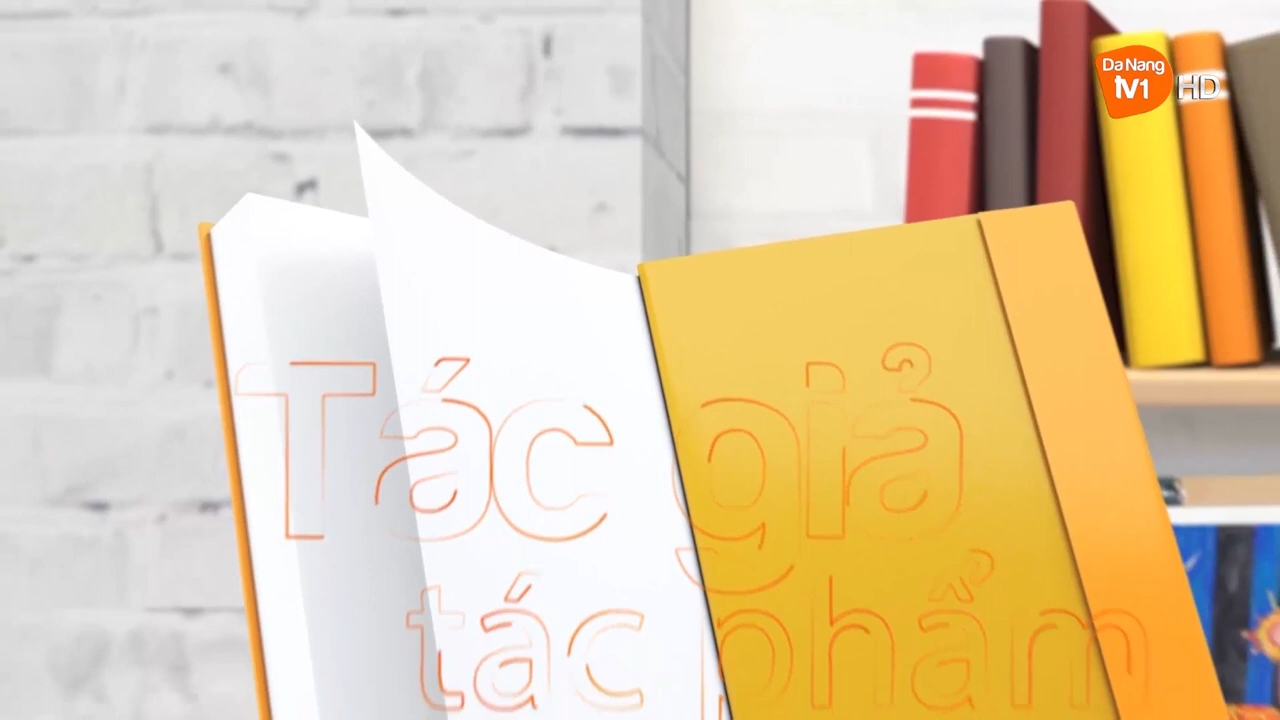 Da Nang
tv1 HD
Tác giả
tác phẩm